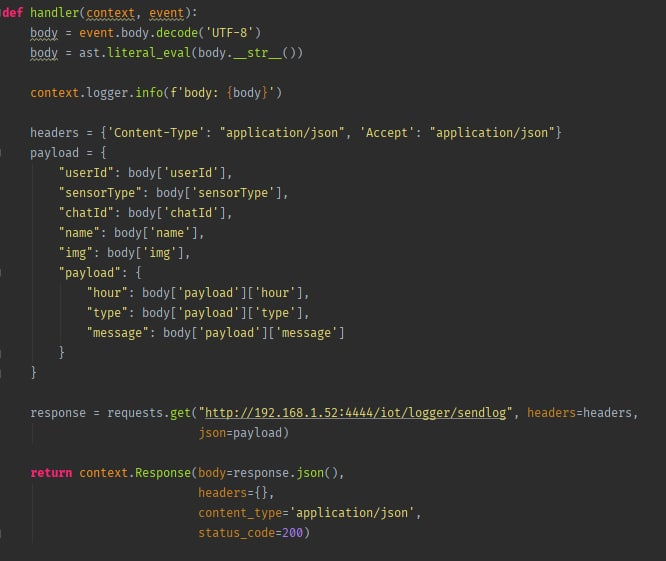 def handler(context, event):
    body = event.body.decode('UTF-8')
    body = ast.literal_eval(body.__str__())

    context.logger.info(f'body: {body}')

    headers = {'Content-Type': "application/json", 'Accept': "application/json"}
    payload = {
        "userId": body['userId'],
        "sensorType": body['sensorType'],
        "chatId": body['chatId'],
        "name": body['name'],
        "img": body['img'],
        "payload": {
            "hour": body['payload']['hour'],
            "type": body['payload']['type'],
            "message": body['payload']['message']
        }
    }

    response = requests.get("http://192.168.1.52:4444/iot/logger/sendlog", headers=headers,
                            json=payload)

    return context.Response(body=response.json(),
                            headers={},
                            content_type='application/json',
                            status_code=200)